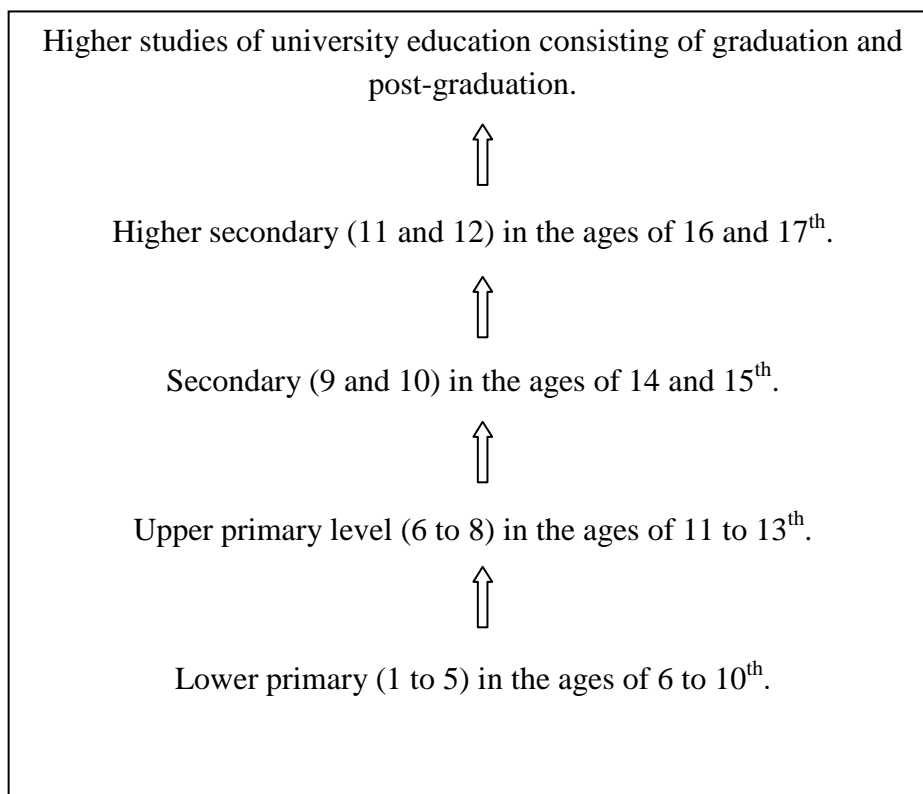 Higher studies of university education consisting of graduation and
post-graduation.
Higher secondary (11 and 12) in the ages of 16 and 17th.
Secondary (9 and 10) in the ages of 14 and 15th.
Upper primary level (6 to 8) in the ages of 11 to 13th.
Lower primary (1 to 5) in the ages of 6 to 10th.